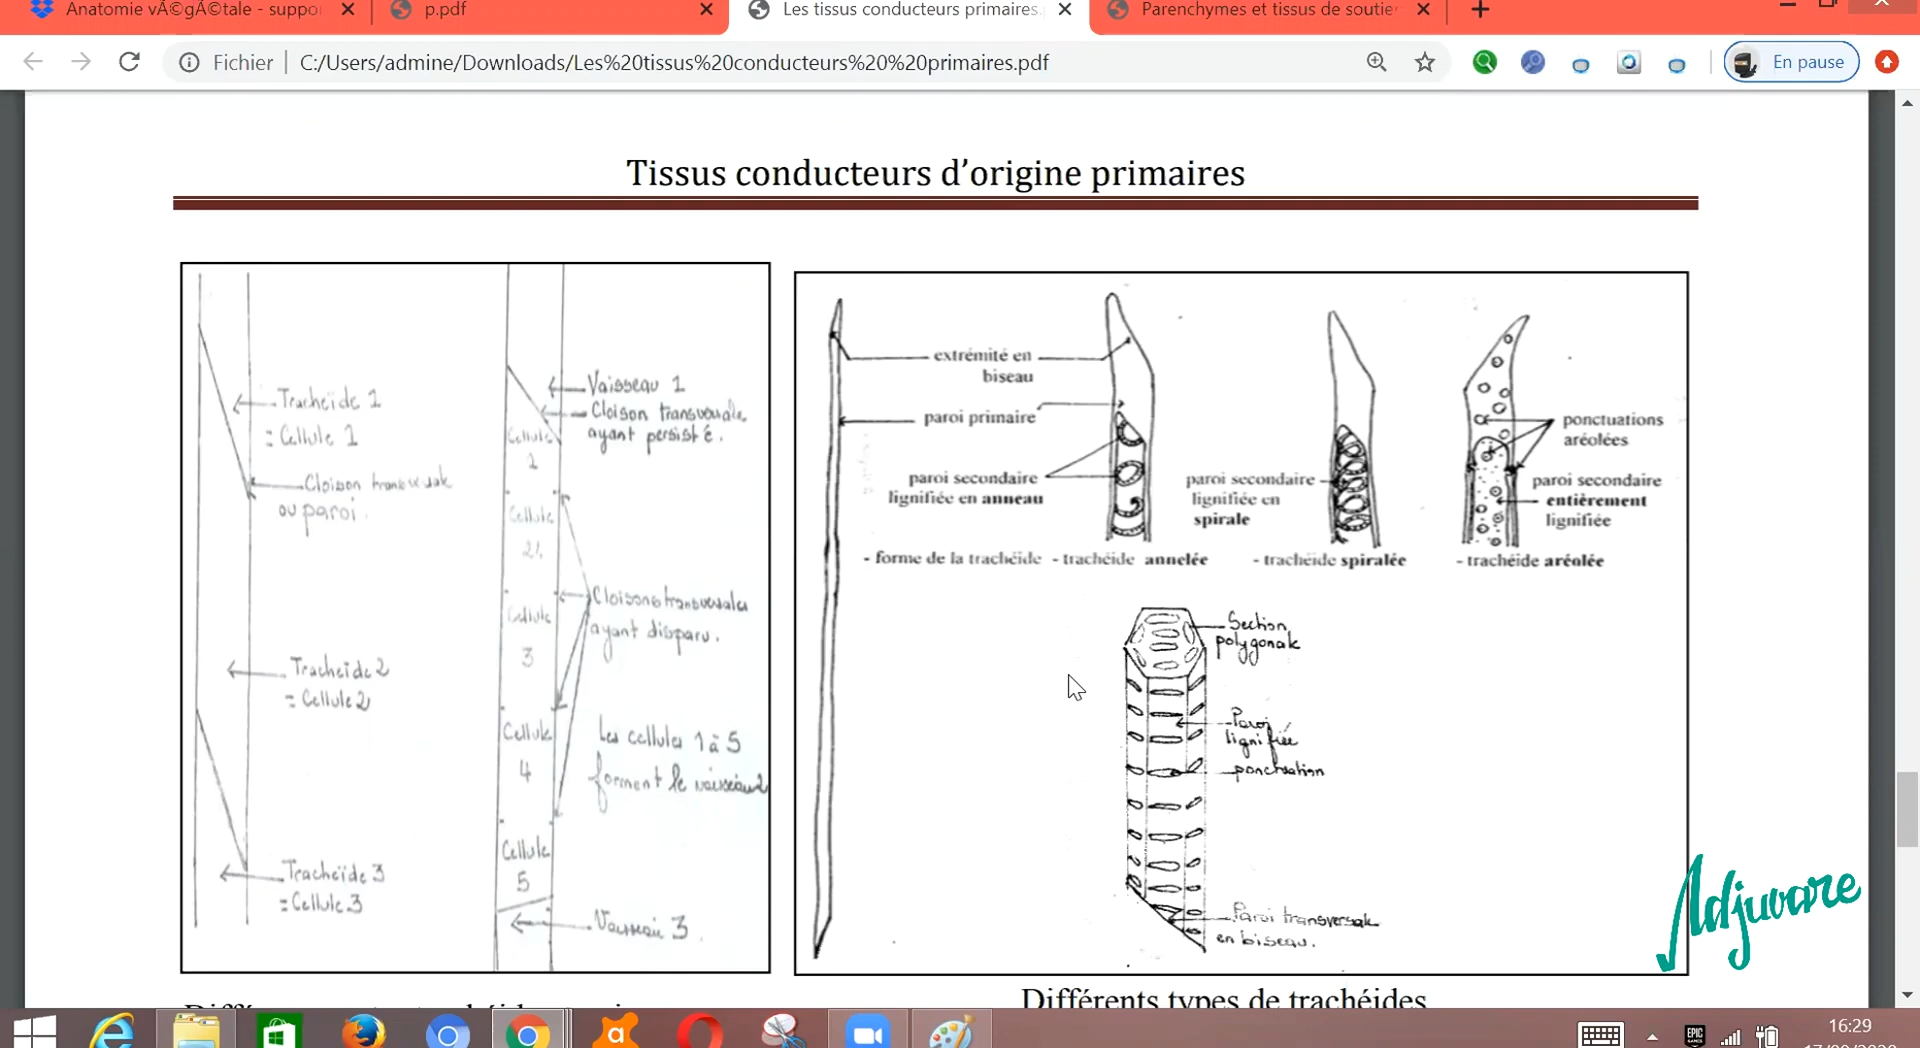 Anatomie vÃ©gÃ©tale - suppo
p.pdf
Les tissus conducteurs primaires.
Parenchymes et tissus de soutie
Fichier
C:/Users/admine/Downloads/Les%20tissus%20conducteurs%20%20primaires.pdf
En pause
Tissus conducteurs d’origine primaires
Tracheïde 1
= Cellule 1
Cloison transversale
ou paroi.
Tracheïde 2
= Cellule 2
Tracheïde 3
= Cellule 3
Vaisseau 1
Cloison transversale
ayant persisté.
Cellule
1
Cellule
2
Cellule
3
Cellule
4
Cellule
5
Cloisons transversales
ayant disparu.
Les cellules 1 à 5
forment le vaisseau 2
Vaisseau 3
extrémité en
biseau
paroi primaire
paroi secondaire
lignifiée en anneau
- forme de la trachéide
- trachéide annelée
paroi secondaire
lignifiée en
spirale
- trachéide spiralée
ponctuations
aréolées
paroi secondaire
entièrement
lignifiée
- trachéide aréolée
Section
polygonale
Paroi
lignifiée
ponctuation
Paroi transversale
en biseau.
Différents types de trachéides
Adjuware
16:29